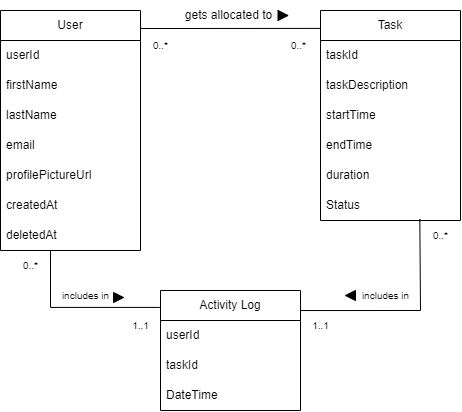 gets allocated to
User
userId
firstName
lastName
email
profilePictureUrl
createdAt
deletedAt
0..*
0..*
Task
taskId
taskDescription
startTime
endTime
duration
Status
0..*
0..*
includes in
includes in
1..1
1..1
Activity Log
userId
taskId
DateTime